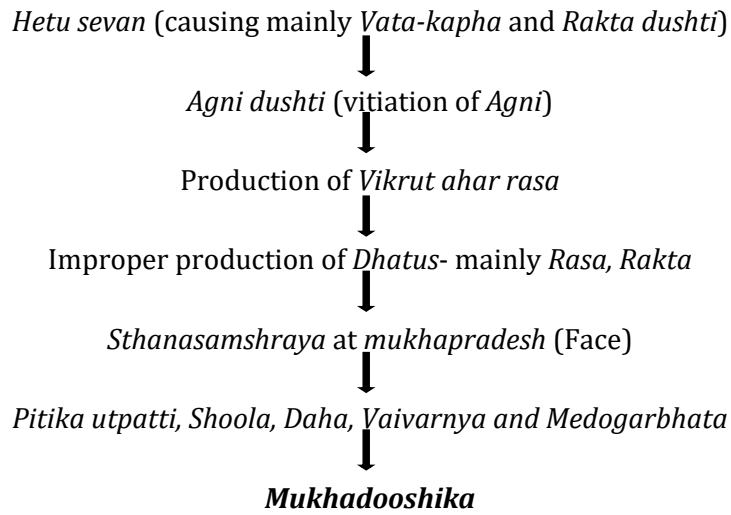 Hetu sevan (causing mainly Vata-kapha and Rakta dushti)
Agni dushti (vitiation of Agni)
Production of Vikrut ahar rasa
Improper production of Dhatus- mainly Rasa, Rakta
Sthanasamshraya at mukhapradesh (Face)
Pitika utpatti, Shoola, Daha, Vaivarnya and Medogarbhata
Mukhadooshika